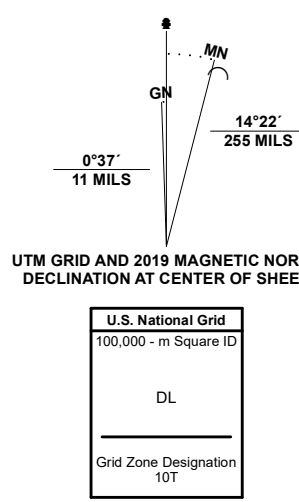 MN
GN
14°22´
255 MILS
0°37´
11 MILS
UTM GRID AND 2019 MAGNETIC NOR
DECLINATION AT CENTER OF SHEE
U.S. National Grid
100,000 - m Square ID
DL
Grid Zone Designation
10T